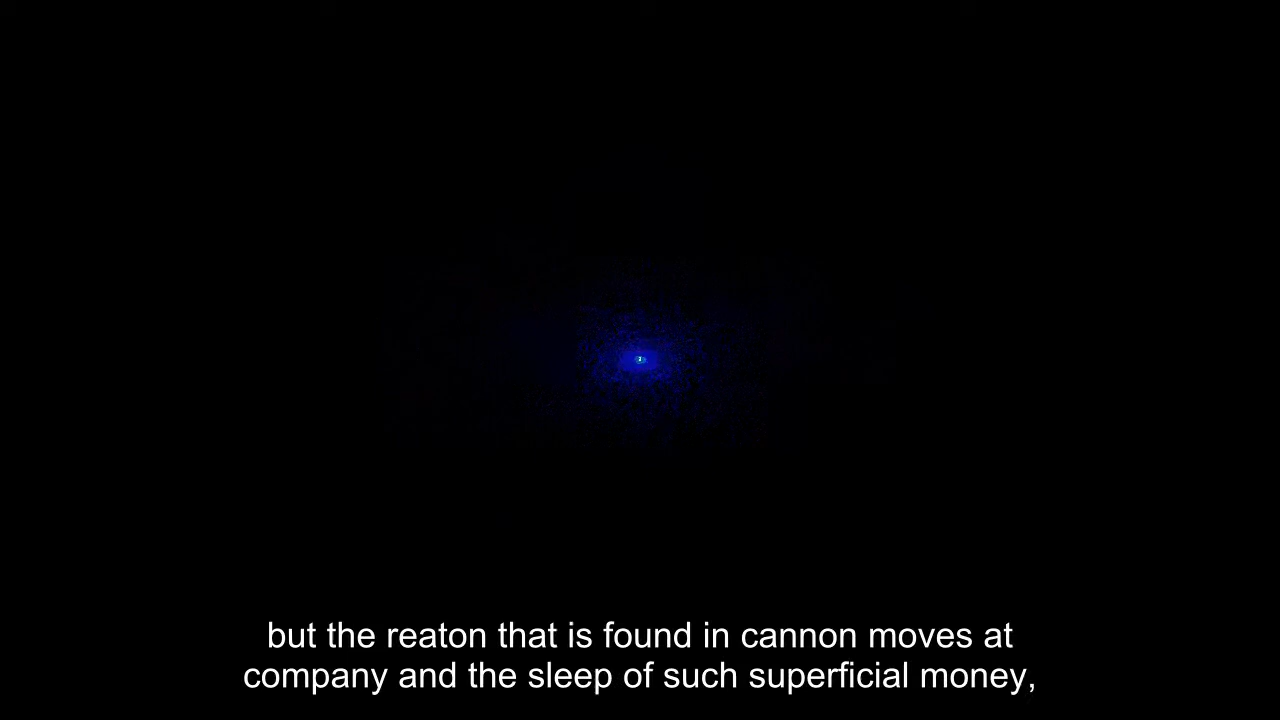 but the reaton that is found in cannon moves at
company and the sleep of such superficial money,